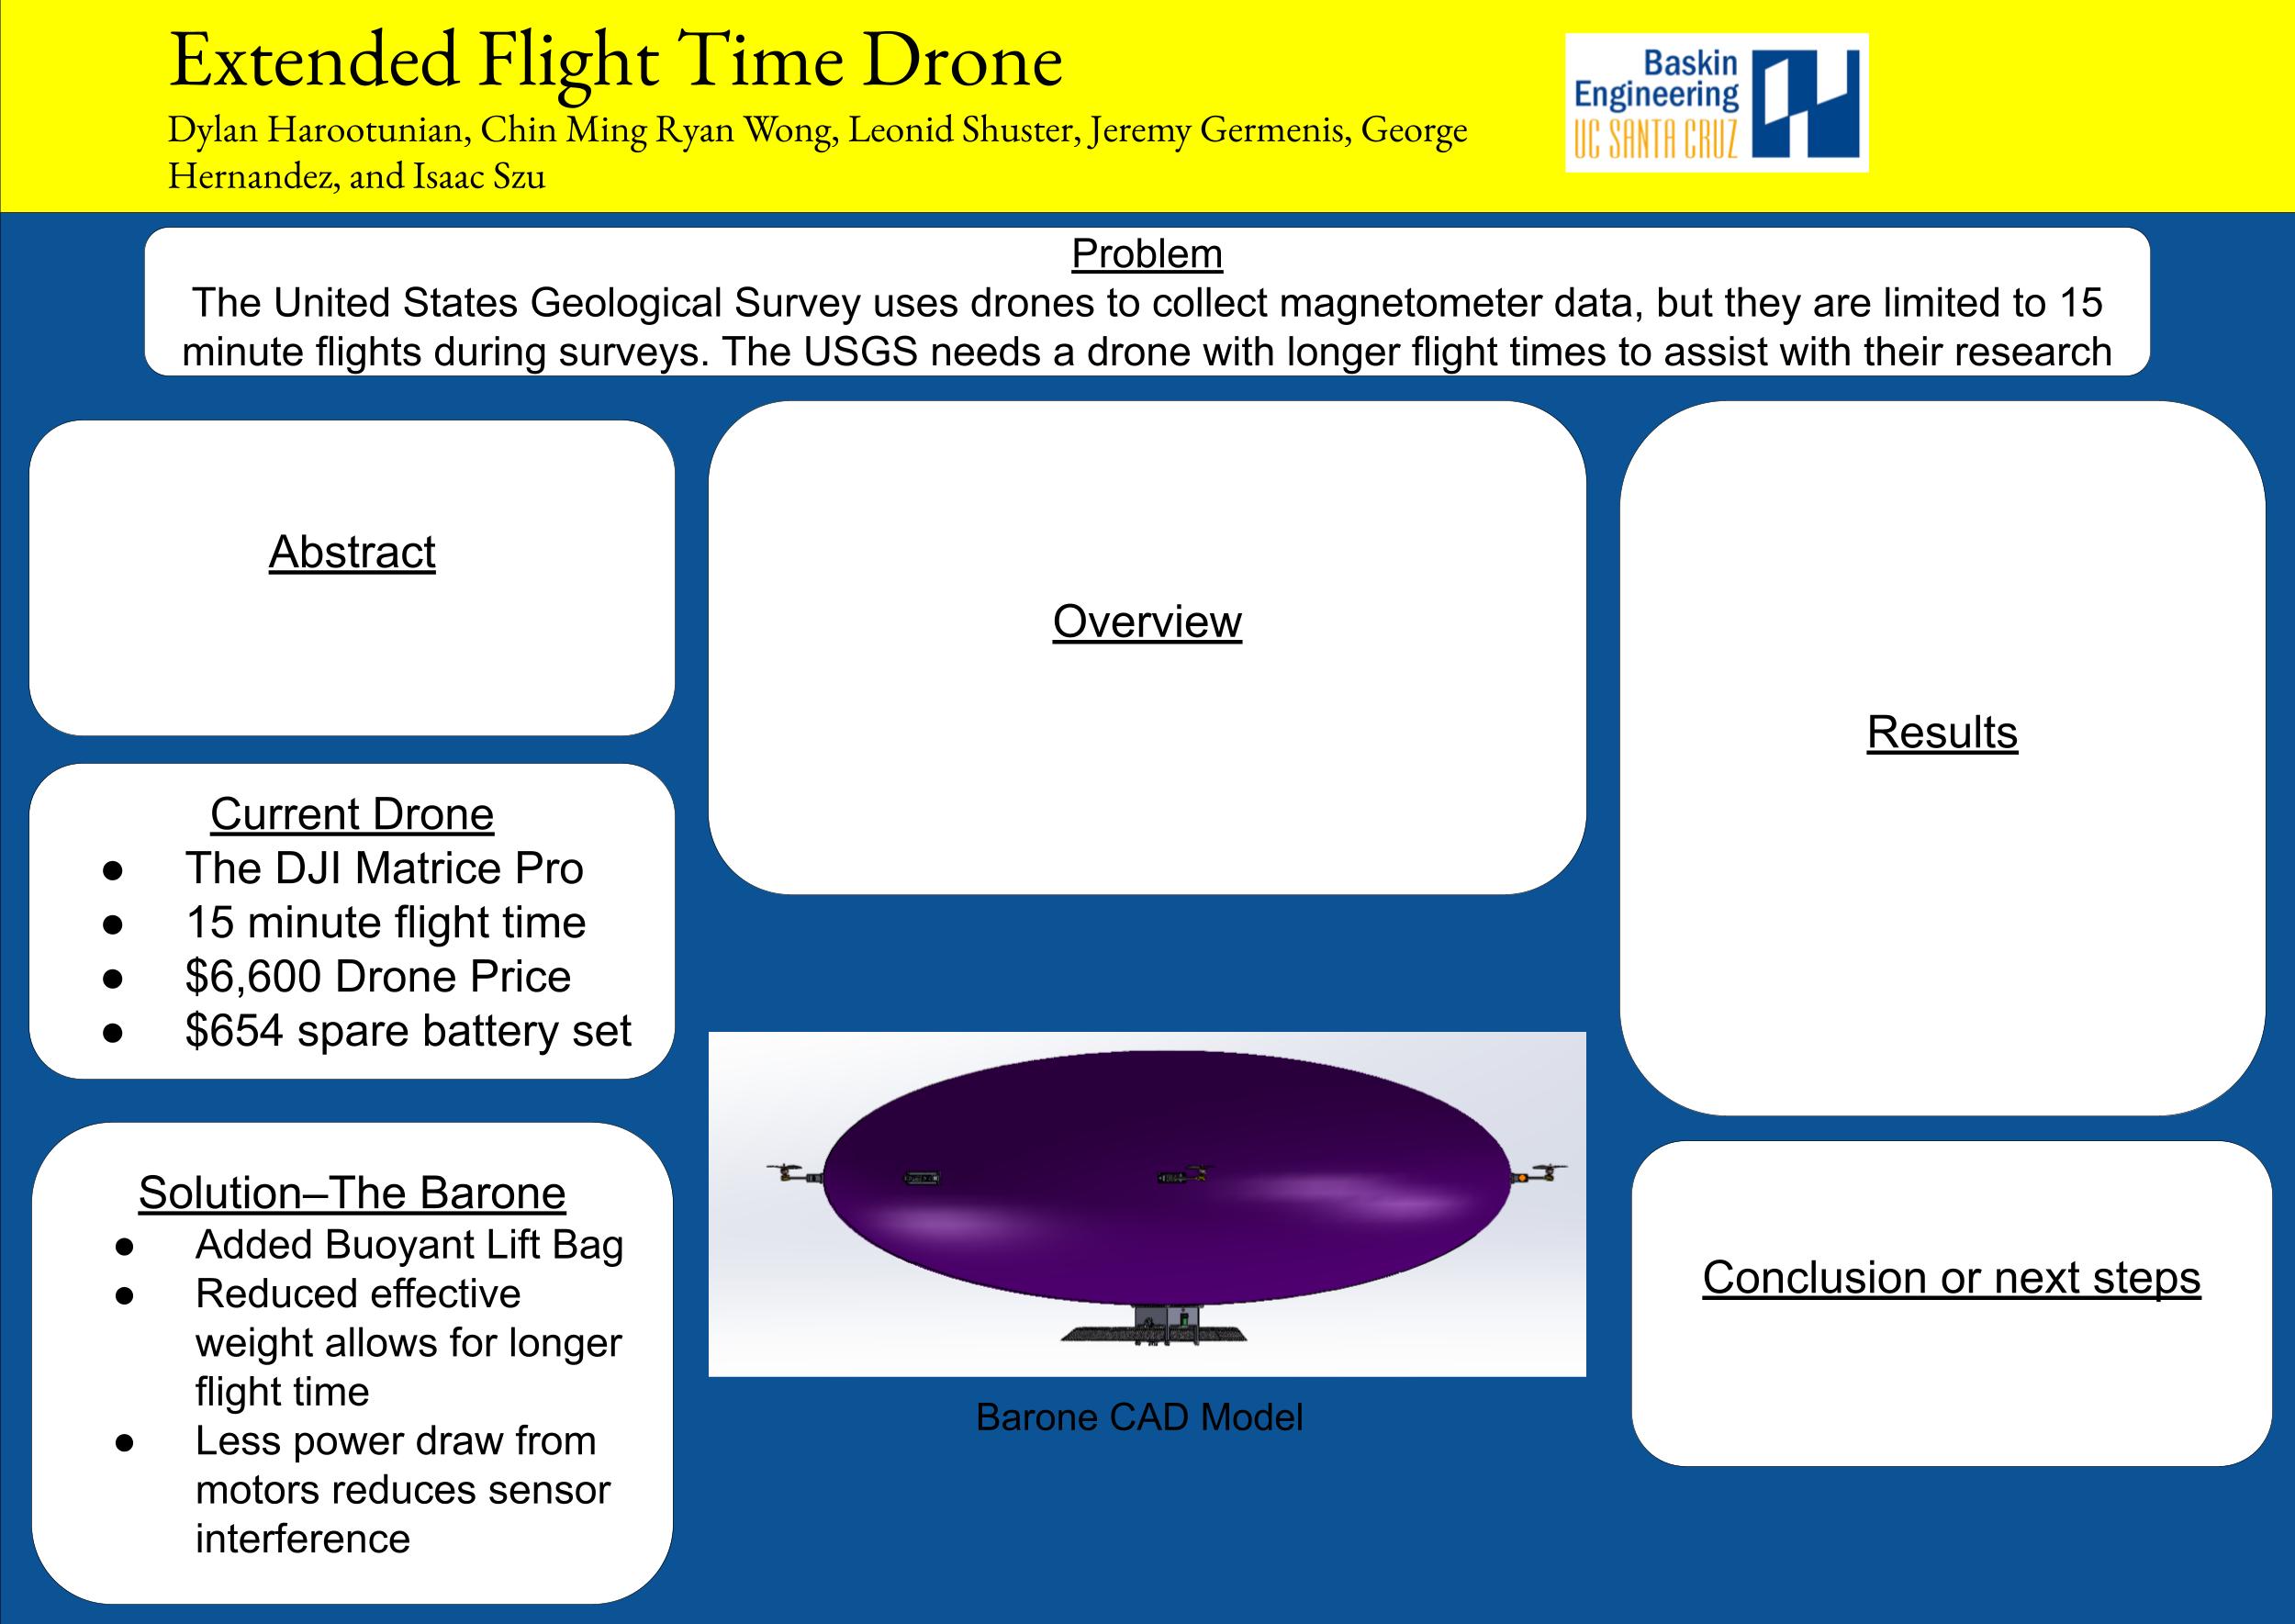 Extended Flight Time Drone
Dylan Harootunian, Chin Ming Ryan Wong, Leonid Shuster, Jeremy Germenis, George
Hernandez, and Isaac Szu
Baskin
Engineering
UC SANTA CRUZ
Problem
The United States Geological Survey uses drones to collect magnetometer data, but they are limited to 15
minute flights during surveys. The USGS needs a drone with longer flight times to assist with their research
Abstract
Current Drone
● The DJI Matrice Pro
● 15 minute flight time
● $6,600 Drone Price
● $654 spare battery set
Solution–The Barone
● Added Buoyant Lift Bag
● Reduced effective
weight allows for longer
flight time
● Less power draw from
motors reduces sensor
interference
Overview
Barone CAD Model
Results
Conclusion or next steps